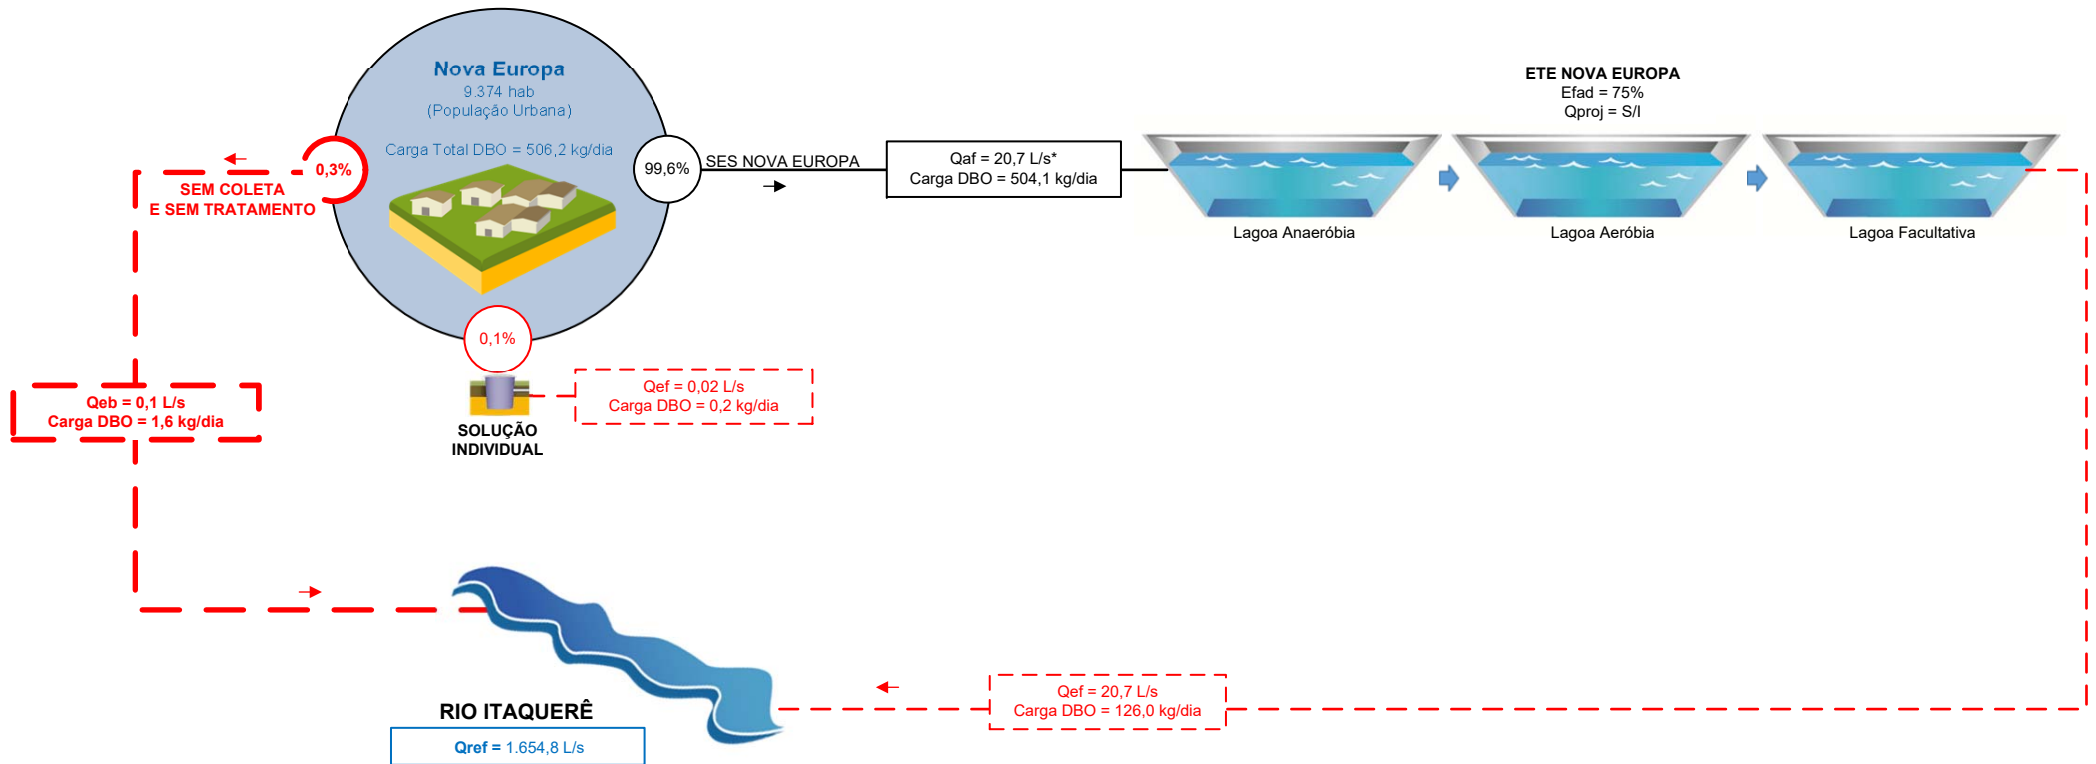 Nova Europa
9.374 hab
(População Urbana)
Carga Total DBO = 506,2 kg/dia
0,3%
99,6%
0,1%
SEM COLETA
E SEM TRATAMENTO
SES NOVA EUROPA
Qaf = 20,7 L/s*
Carga DBO = 504,1 kg/dia
ETE NOVA EUROPA
Efad = 75%
Qproj = S/I
Lagoa Anaeróbia
Lagoa Aeróbia
Lagoa Facultativa
Qeb = 0,1 L/s
Carga DBO = 1,6 kg/dia
Qef = 0,02 L/s
Carga DBO = 0,2 kg/dia
SOLUÇÃO
INDIVIDUAL
RIO ITAQUERÊ
Qref = 1.654,8 L/s
Qef = 20,7 L/s
Carga DBO = 126,0 kg/dia